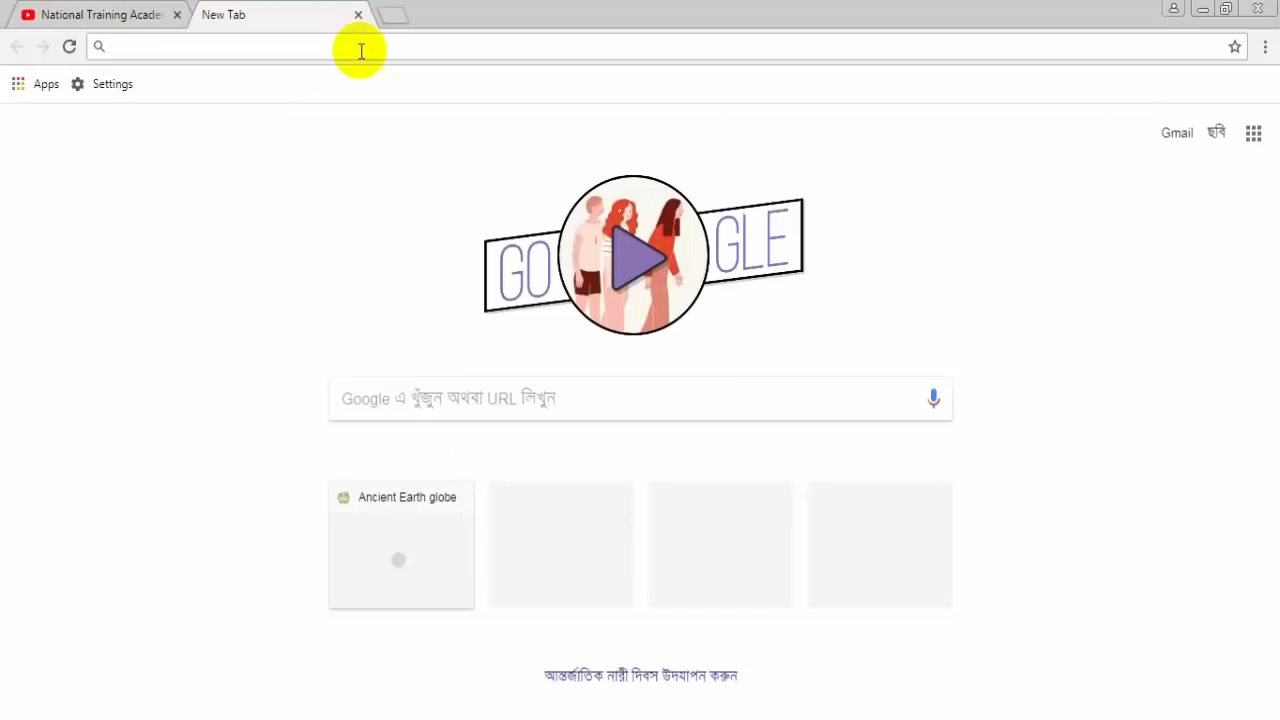 National Training Acader
New Tab
Apps
Settings
Gmail
ছবি
GO GLE
Google এ খুঁজুন অথবা URL লিখুন
Ancient Earth globe
আন্তর্জাতিক নারী দিবস উদযাপন করুন